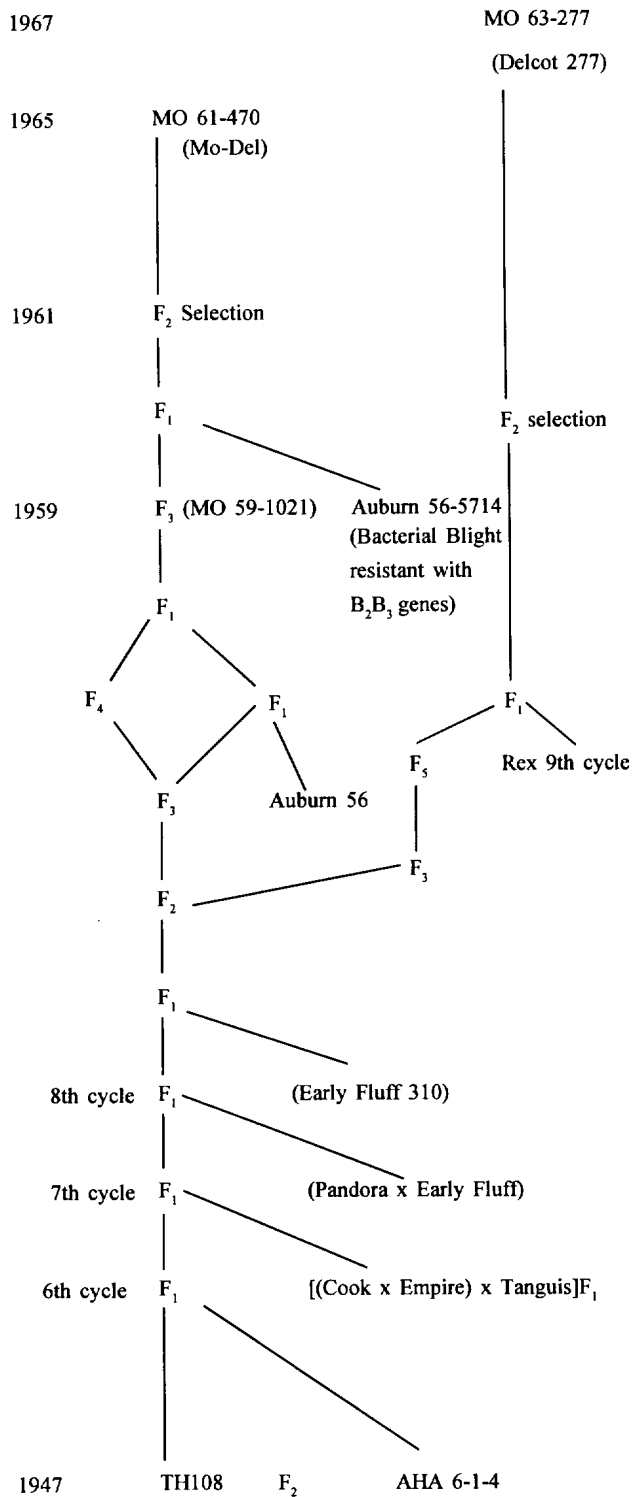 1967 MO 63-277
(Delcot 277)
1965 MO 61-470
(Mo-Del)
1961 F₂ Selection
F₁ F₂ selection
1959 F₃ (MO 59-1021) Auburn 56-5714
(Bacterial Blight
resistant with
B₂B₃ genes)
F₁
F₄ F₁ F₁
F₅ Rex 9th cycle
F₃ Auburn 56
F₃
F₂
F₁
8th cycle F₁ (Early Fluff 310)
7th cycle F₁ (Pandora x Early Fluff)
6th cycle F₁ [(Cook x Empire) x Tanguis]F₁
1947 TH108 F₂ AHA 6-1-4